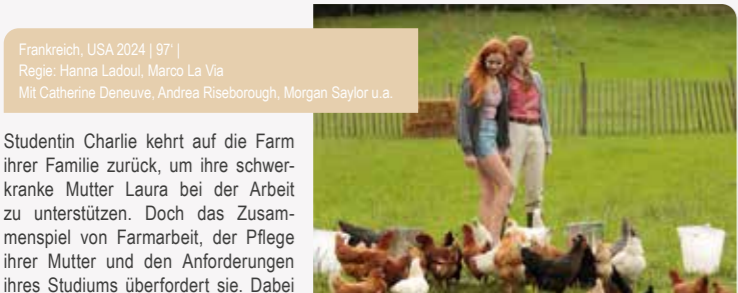 Frankreich, USA 2024 | 97' |
Regie: Hanna Ladoul, Marco La Via
Mit Catherine Deneuve, Andrea Riseborough, Morgan Saylor u.a.
Studentin Charlie kehrt auf die Farm
ihrer Familie zurück, um ihre schwer-
kranke Mutter Laura bei der Arbeit
zu unterstützen. Doch das Zusam-
menspiel von Farmarbeit, der Pflege
ihrer Mutter und den Anforderungen
ihres Studiums überfordert sie. Dabei